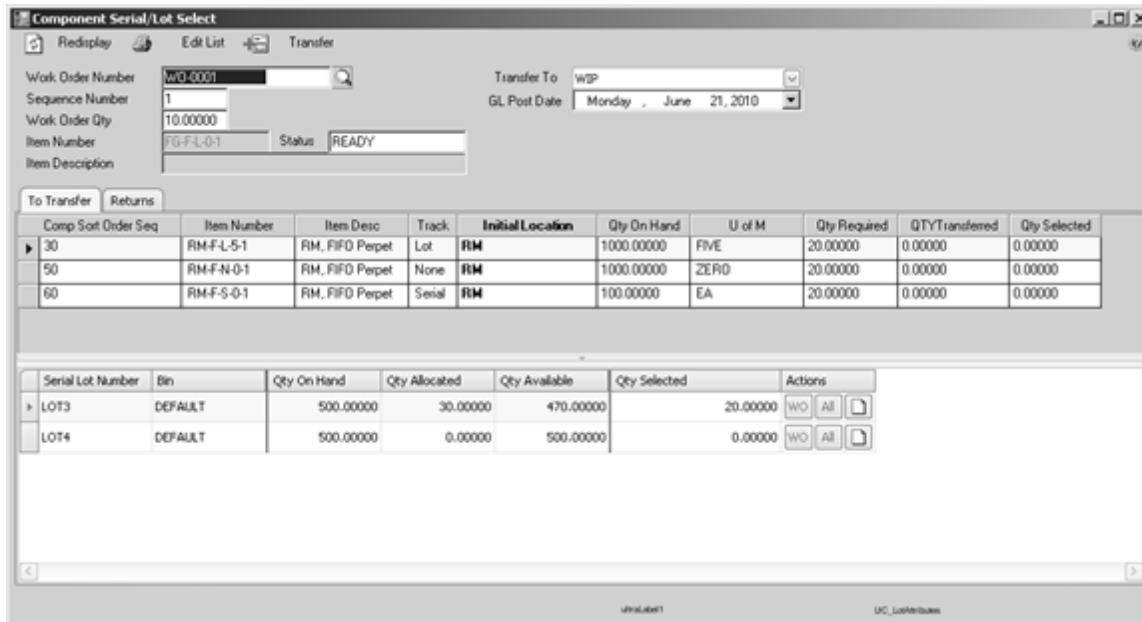 Component Serial/Lot Select
Redisplay Edit List Transfer
Work Order Number WO-0001 Transfer To WIP
Sequence Number 1 GL Post Date Monday , June 21, 2010
Work Order Qty 10.00000
Item Number FG-F-L-0-1 Status READY
Item Description
To Transfer Returns
Comp Sort Order Seq Item Number Item Desc Track Initial Location Qty On Hand U of M Qty Required QTYTransferred Qty Selected
30 RM-F-L-5-1 RM, FIFO Perpet Lot RM 1000.00000 FIVE 20.00000 0.00000 0.00000
50 RM-F-N-0-1 RM, FIFO Perpet None RM 1000.00000 ZERO 20.00000 0.00000 0.00000
60 RM-F-S-0-1 RM, FIFO Perpet Serial RM 100.00000 EA 20.00000 0.00000 0.00000
Serial Lot Number Bin Qty On Hand Qty Allocated Qty Available Qty Selected Actions
LOT3 DEFAULT 500.00000 30.00000 470.00000 20.00000 WO All
LOT4 DEFAULT 500.00000 0.00000 500.00000 0.00000 WO All
ultraLabel1 UC_LotAttributes